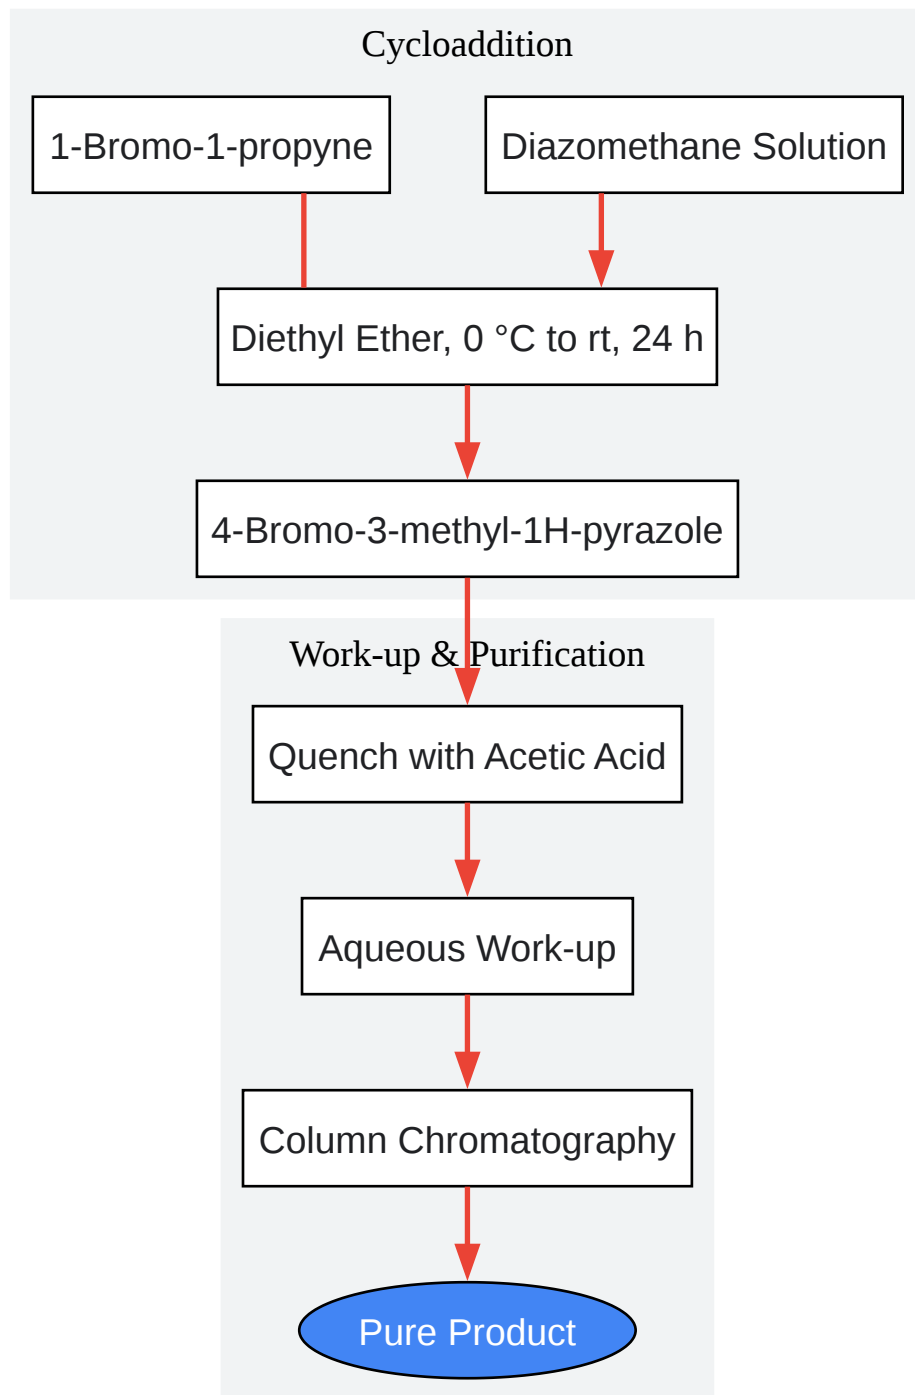 Cycloaddition
1-Bromo-1-propyne
Diazomethane Solution
Diethyl Ether, 0 °C to rt, 24 h
4-Bromo-3-methyl-1H-pyrazole
Work-up & Purification
Quench with Acetic Acid
Aqueous Work-up
Column Chromatography
Pure Product